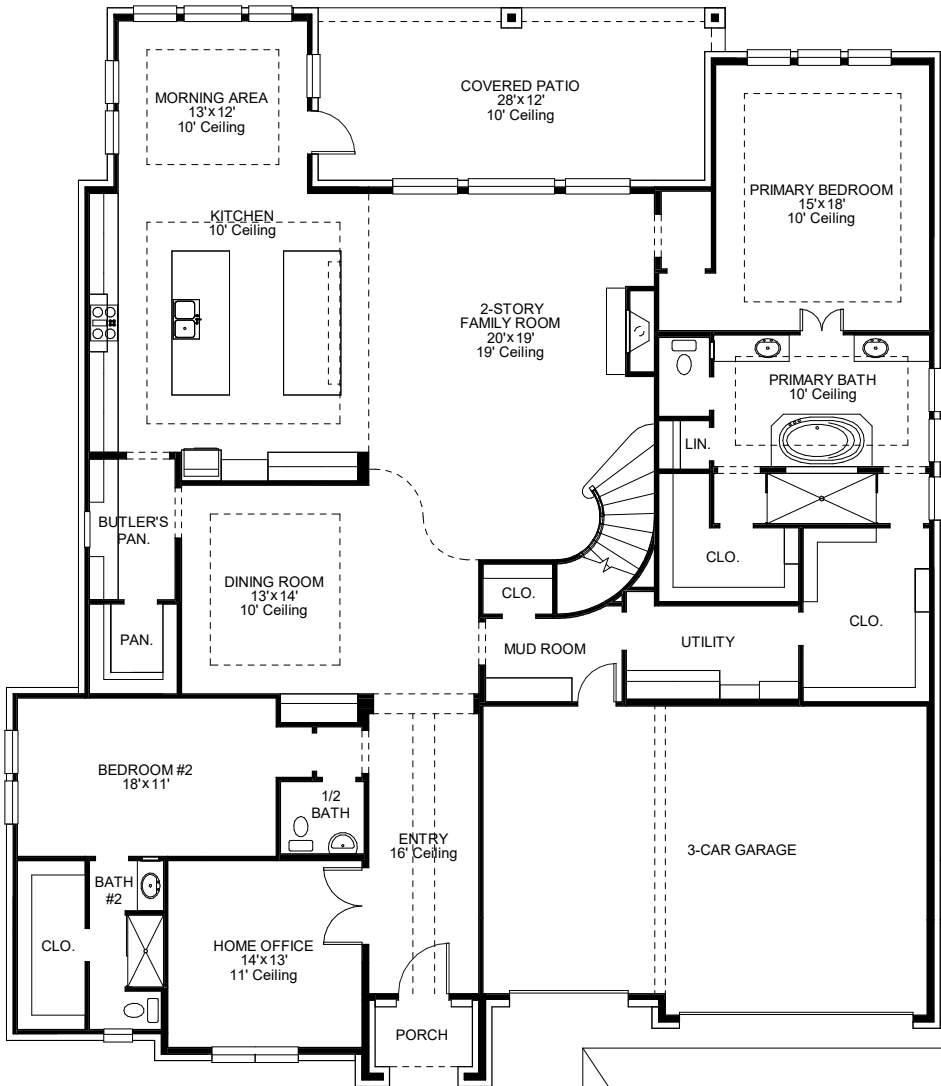 MORNING AREA
13'x12'
10' Ceiling
COVERED PATIO
28'x12'
10' Ceiling
PRIMARY BEDROOM
15'x18'
10' Ceiling
KITCHEN
10' Ceiling
2-STORY
FAMILY ROOM
20'x19'
19' Ceiling
PRIMARY BATH
10' Ceiling
LIN.
BUTLER'S
PAN.
CLO.
DINING ROOM
13'x14'
10' Ceiling
CLO.
CLO.
PAN.
MUD ROOM
UTILITY
BEDROOM #2
18'x11'
1/2
BATH
ENTRY
16' Ceiling
3-CAR GARAGE
BATH
#2
CLO.
HOME OFFICE
14'x13'
11' Ceiling
PORCH